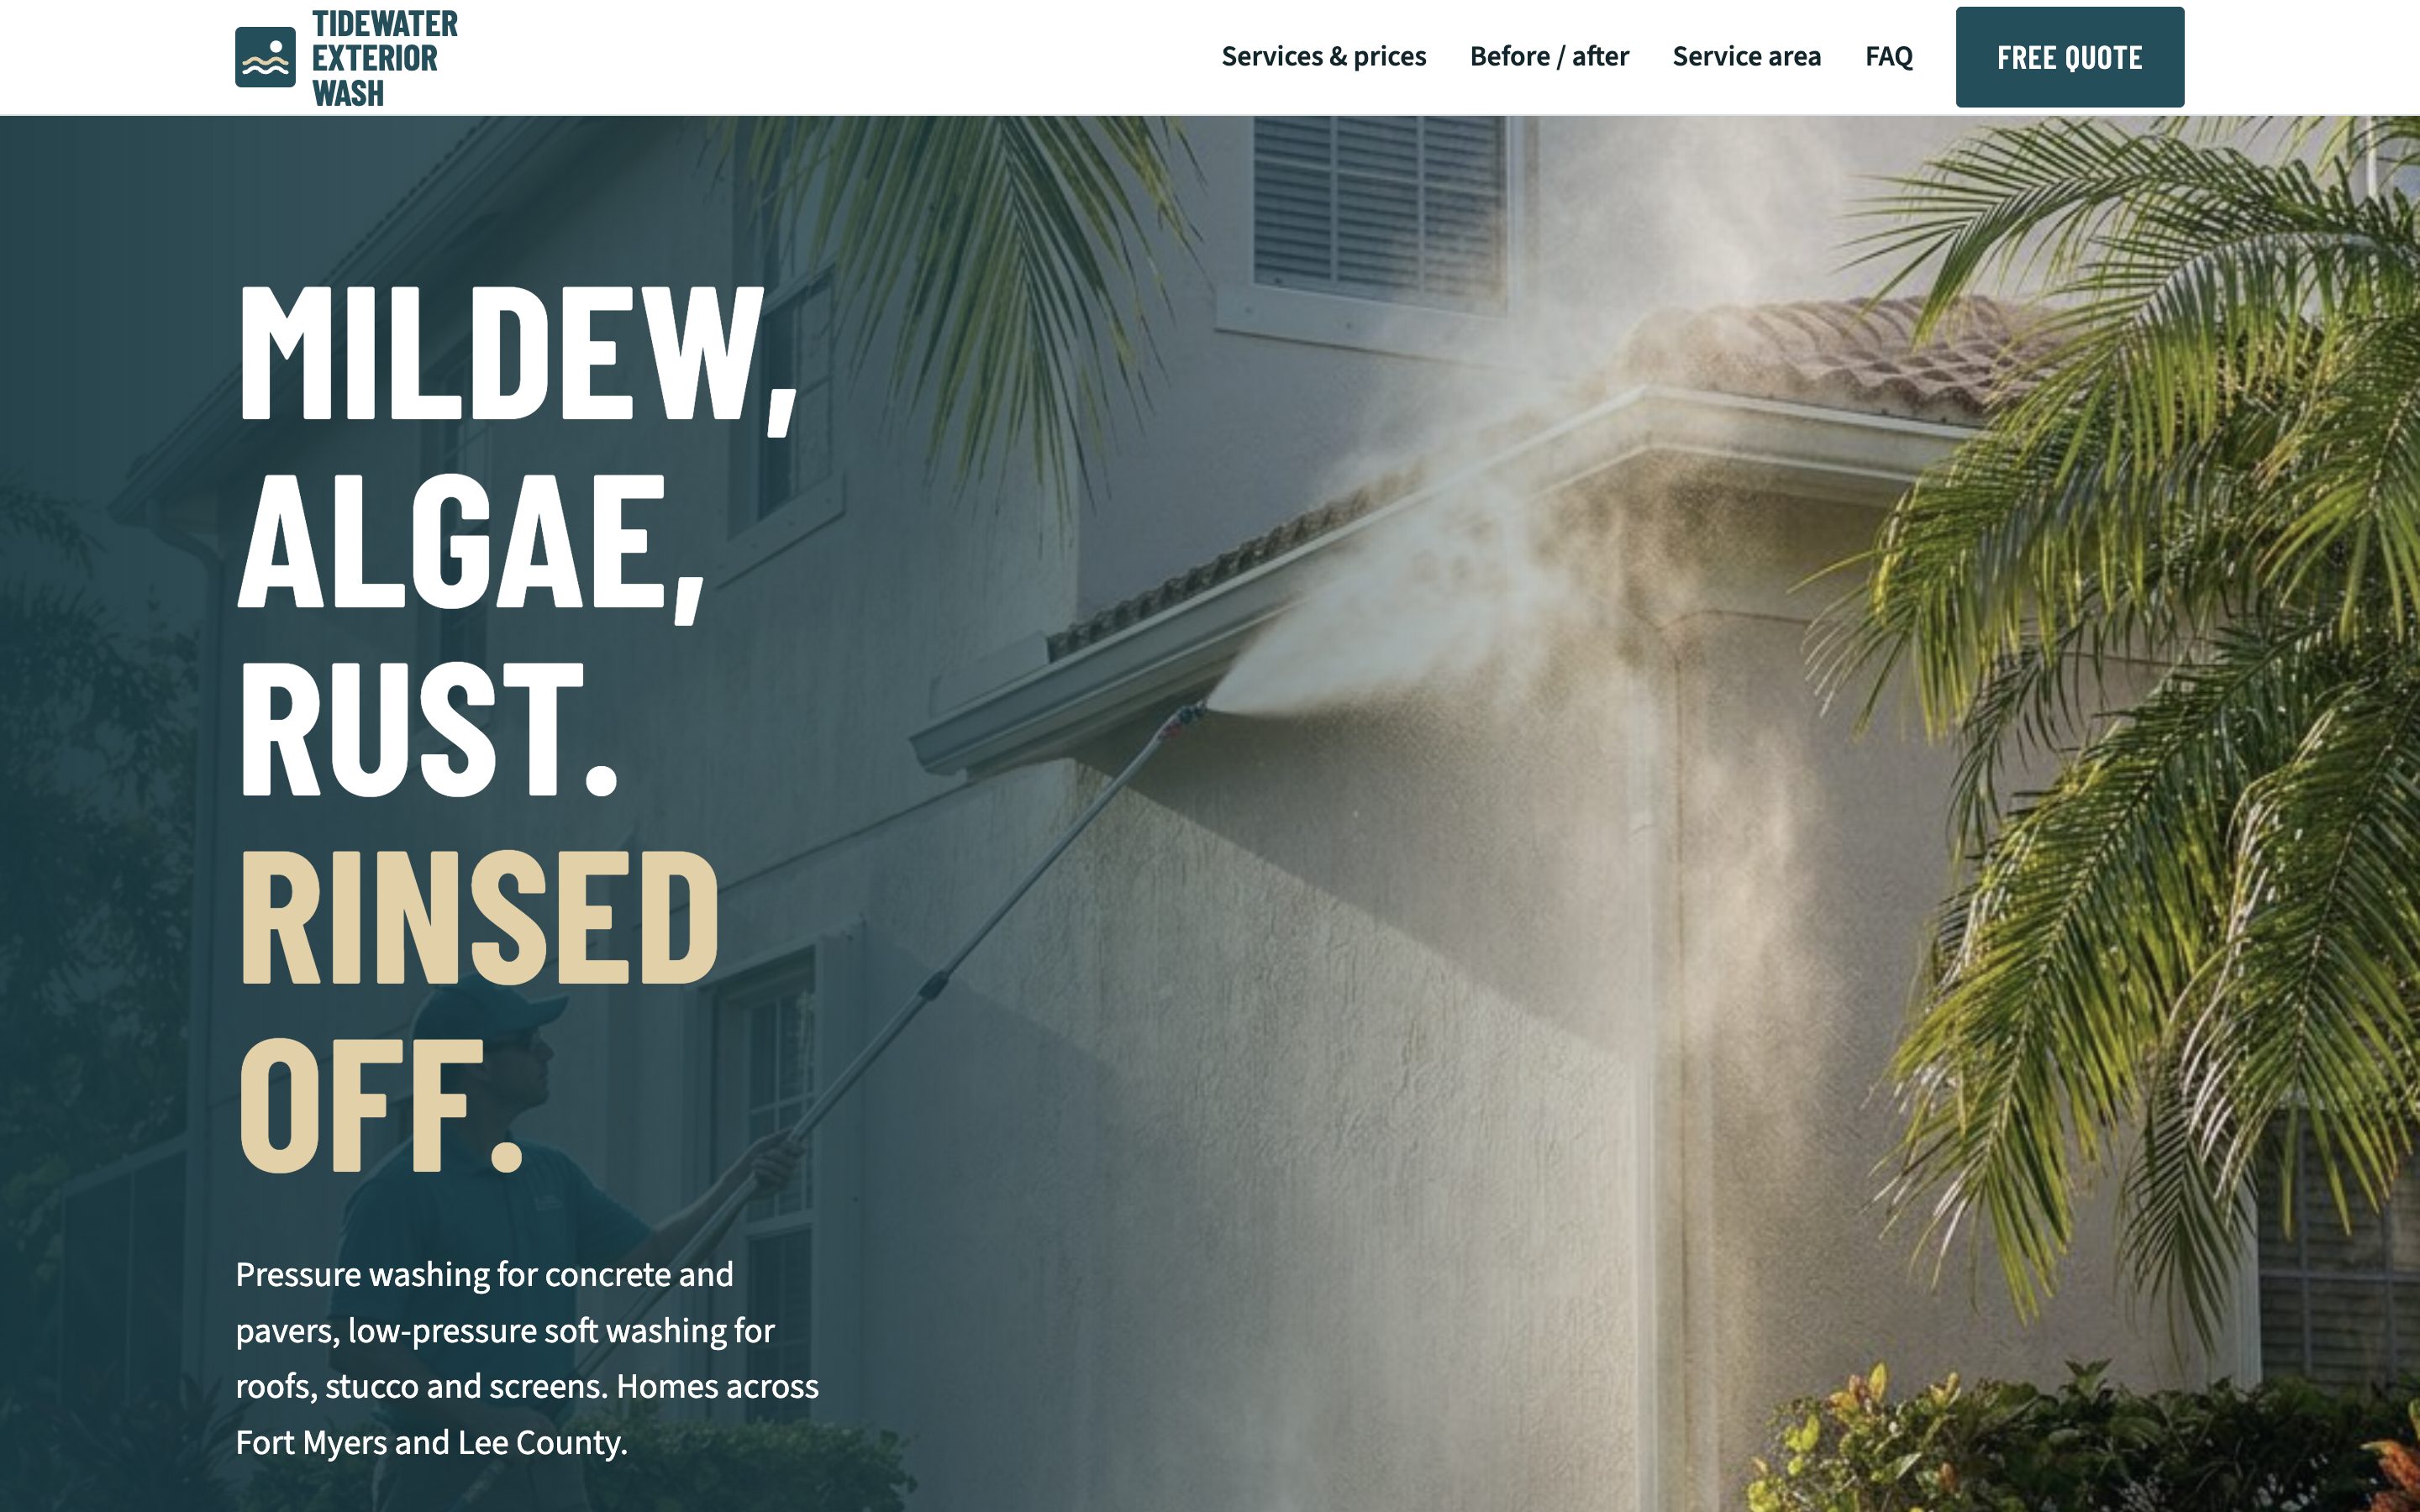 TIDEWATER
EXTERIOR
WASH
Services & prices
Before / after
Service area
FAQ
FREE QUOTE
MILDEW,
ALGAE,
RUST.
RINSED
OFF.
Pressure washing for concrete and
pavers, low-pressure soft washing for
roofs, stucco and screens. Homes across
Fort Myers and Lee County.